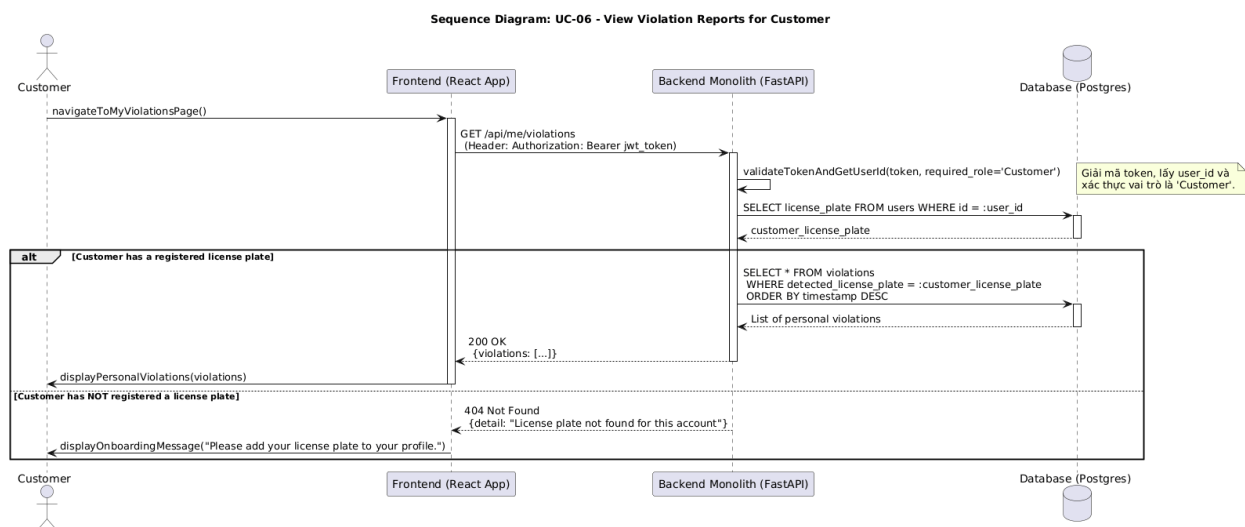 Sequence Diagram: UC-06 - View Violation Reports for Customer
Customer
Frontend (React App)
Backend Monolith (FastAPI)
Database (Postgres)
navigateToMyViolationsPage()
GET /api/me/violations
(Header: Authorization: Bearer jwt_token)
validateTokenAndGetUserId(token, required_role='Customer')
Giải mã token, lấy user_id và
xác thực vai trò là 'Customer'.
SELECT license_plate FROM users WHERE id = :user_id
customer_license_plate
alt
[Customer has a registered license plate]
SELECT * FROM violations
WHERE detected_license_plate = :customer_license_plate
ORDER BY timestamp DESC
List of personal violations
200 OK
{violations: [...]}
displayPersonalViolations(violations)
[Customer has NOT registered a license plate]
404 Not Found
{detail: "License plate not found for this account"}
displayOnboardingMessage("Please add your license plate to your profile.")
Customer
Frontend (React App)
Backend Monolith (FastAPI)
Database (Postgres)